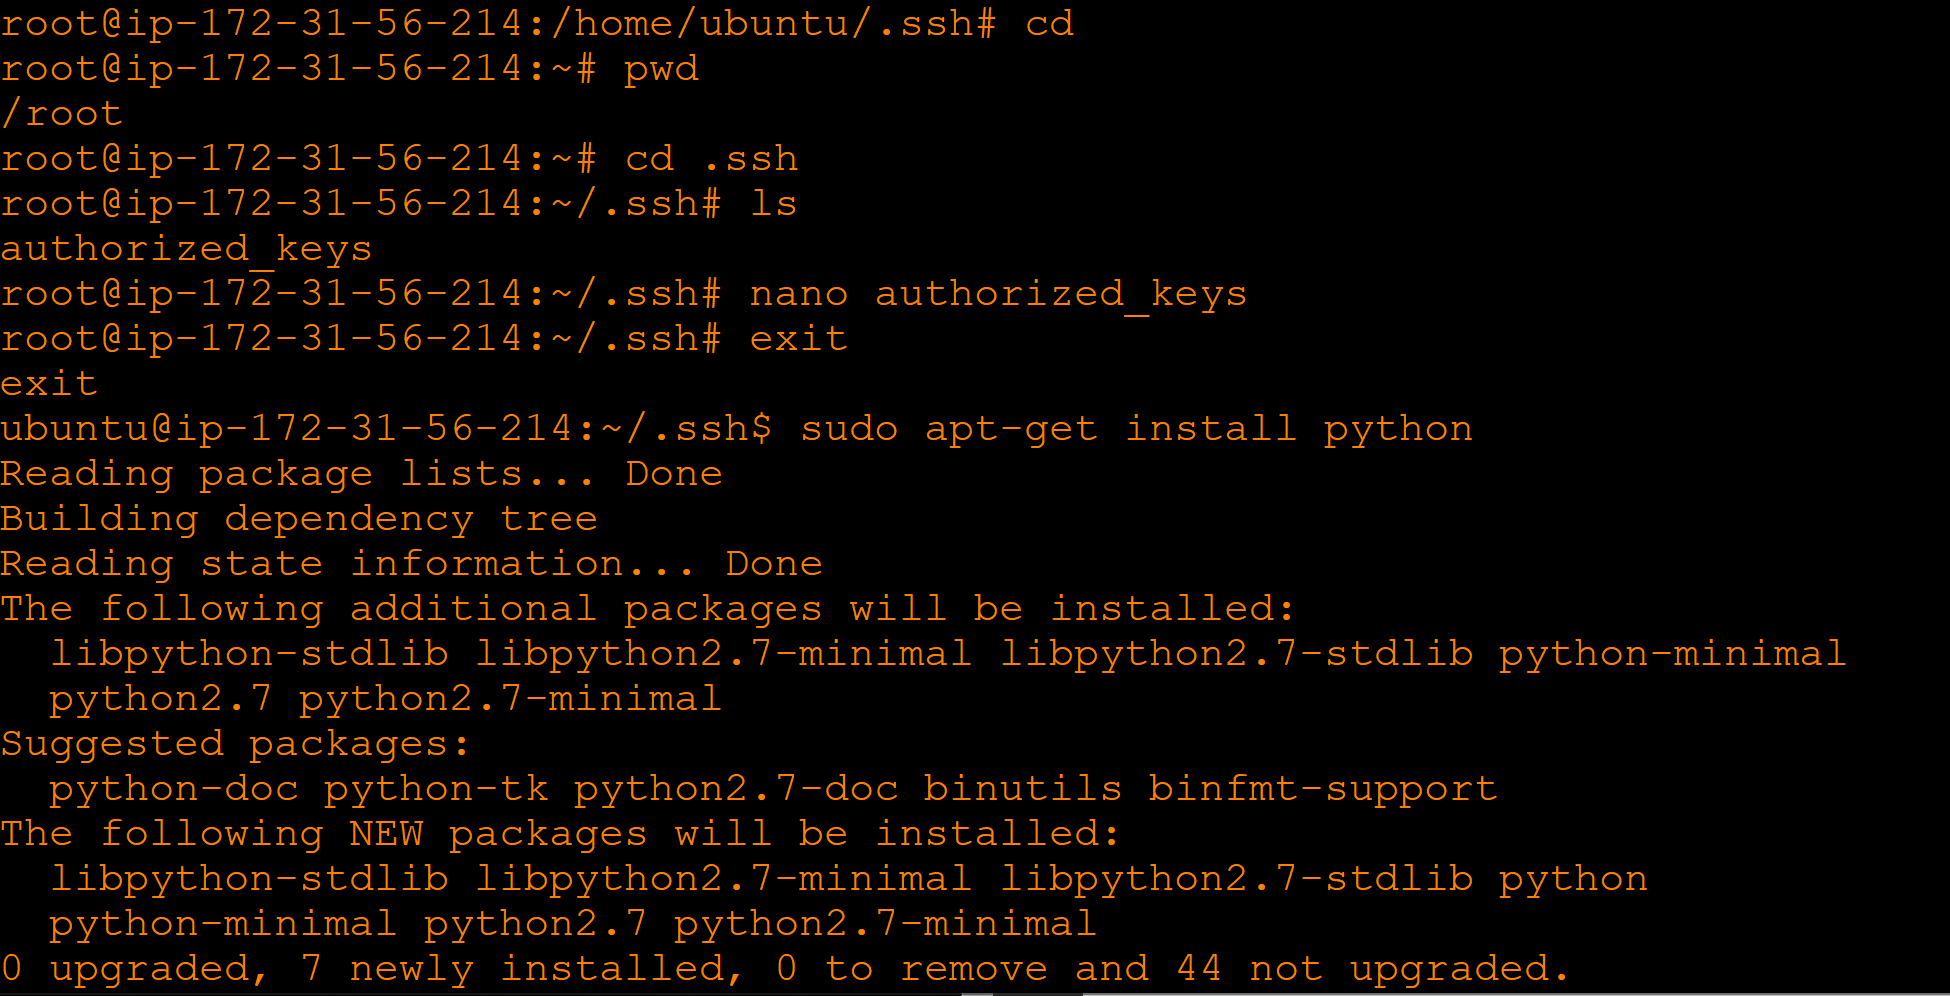 root@ip-172-31-56-214:/home/ubuntu/.ssh# cd
root@ip-172-31-56-214:~# pwd
/root
root@ip-172-31-56-214:~# cd .ssh
root@ip-172-31-56-214:~/.ssh# ls
authorized_keys
root@ip-172-31-56-214:~/.ssh# nano authorized_keys
root@ip-172-31-56-214:~/.ssh# exit
exit
ubuntu@ip-172-31-56-214:~/.ssh$ sudo apt-get install python
Reading package lists... Done
Building dependency tree
Reading state information... Done
The following additional packages will be installed:
  libpython-stdlib libpython2.7-minimal libpython2.7-stdlib python-minimal
  python2.7 python2.7-minimal
Suggested packages:
  python-doc python-tk python2.7-doc binutils binfmt-support
The following NEW packages will be installed:
  libpython-stdlib libpython2.7-minimal libpython2.7-stdlib python
  python-minimal python2.7 python2.7-minimal
0 upgraded, 7 newly installed, 0 to remove and 44 not upgraded.